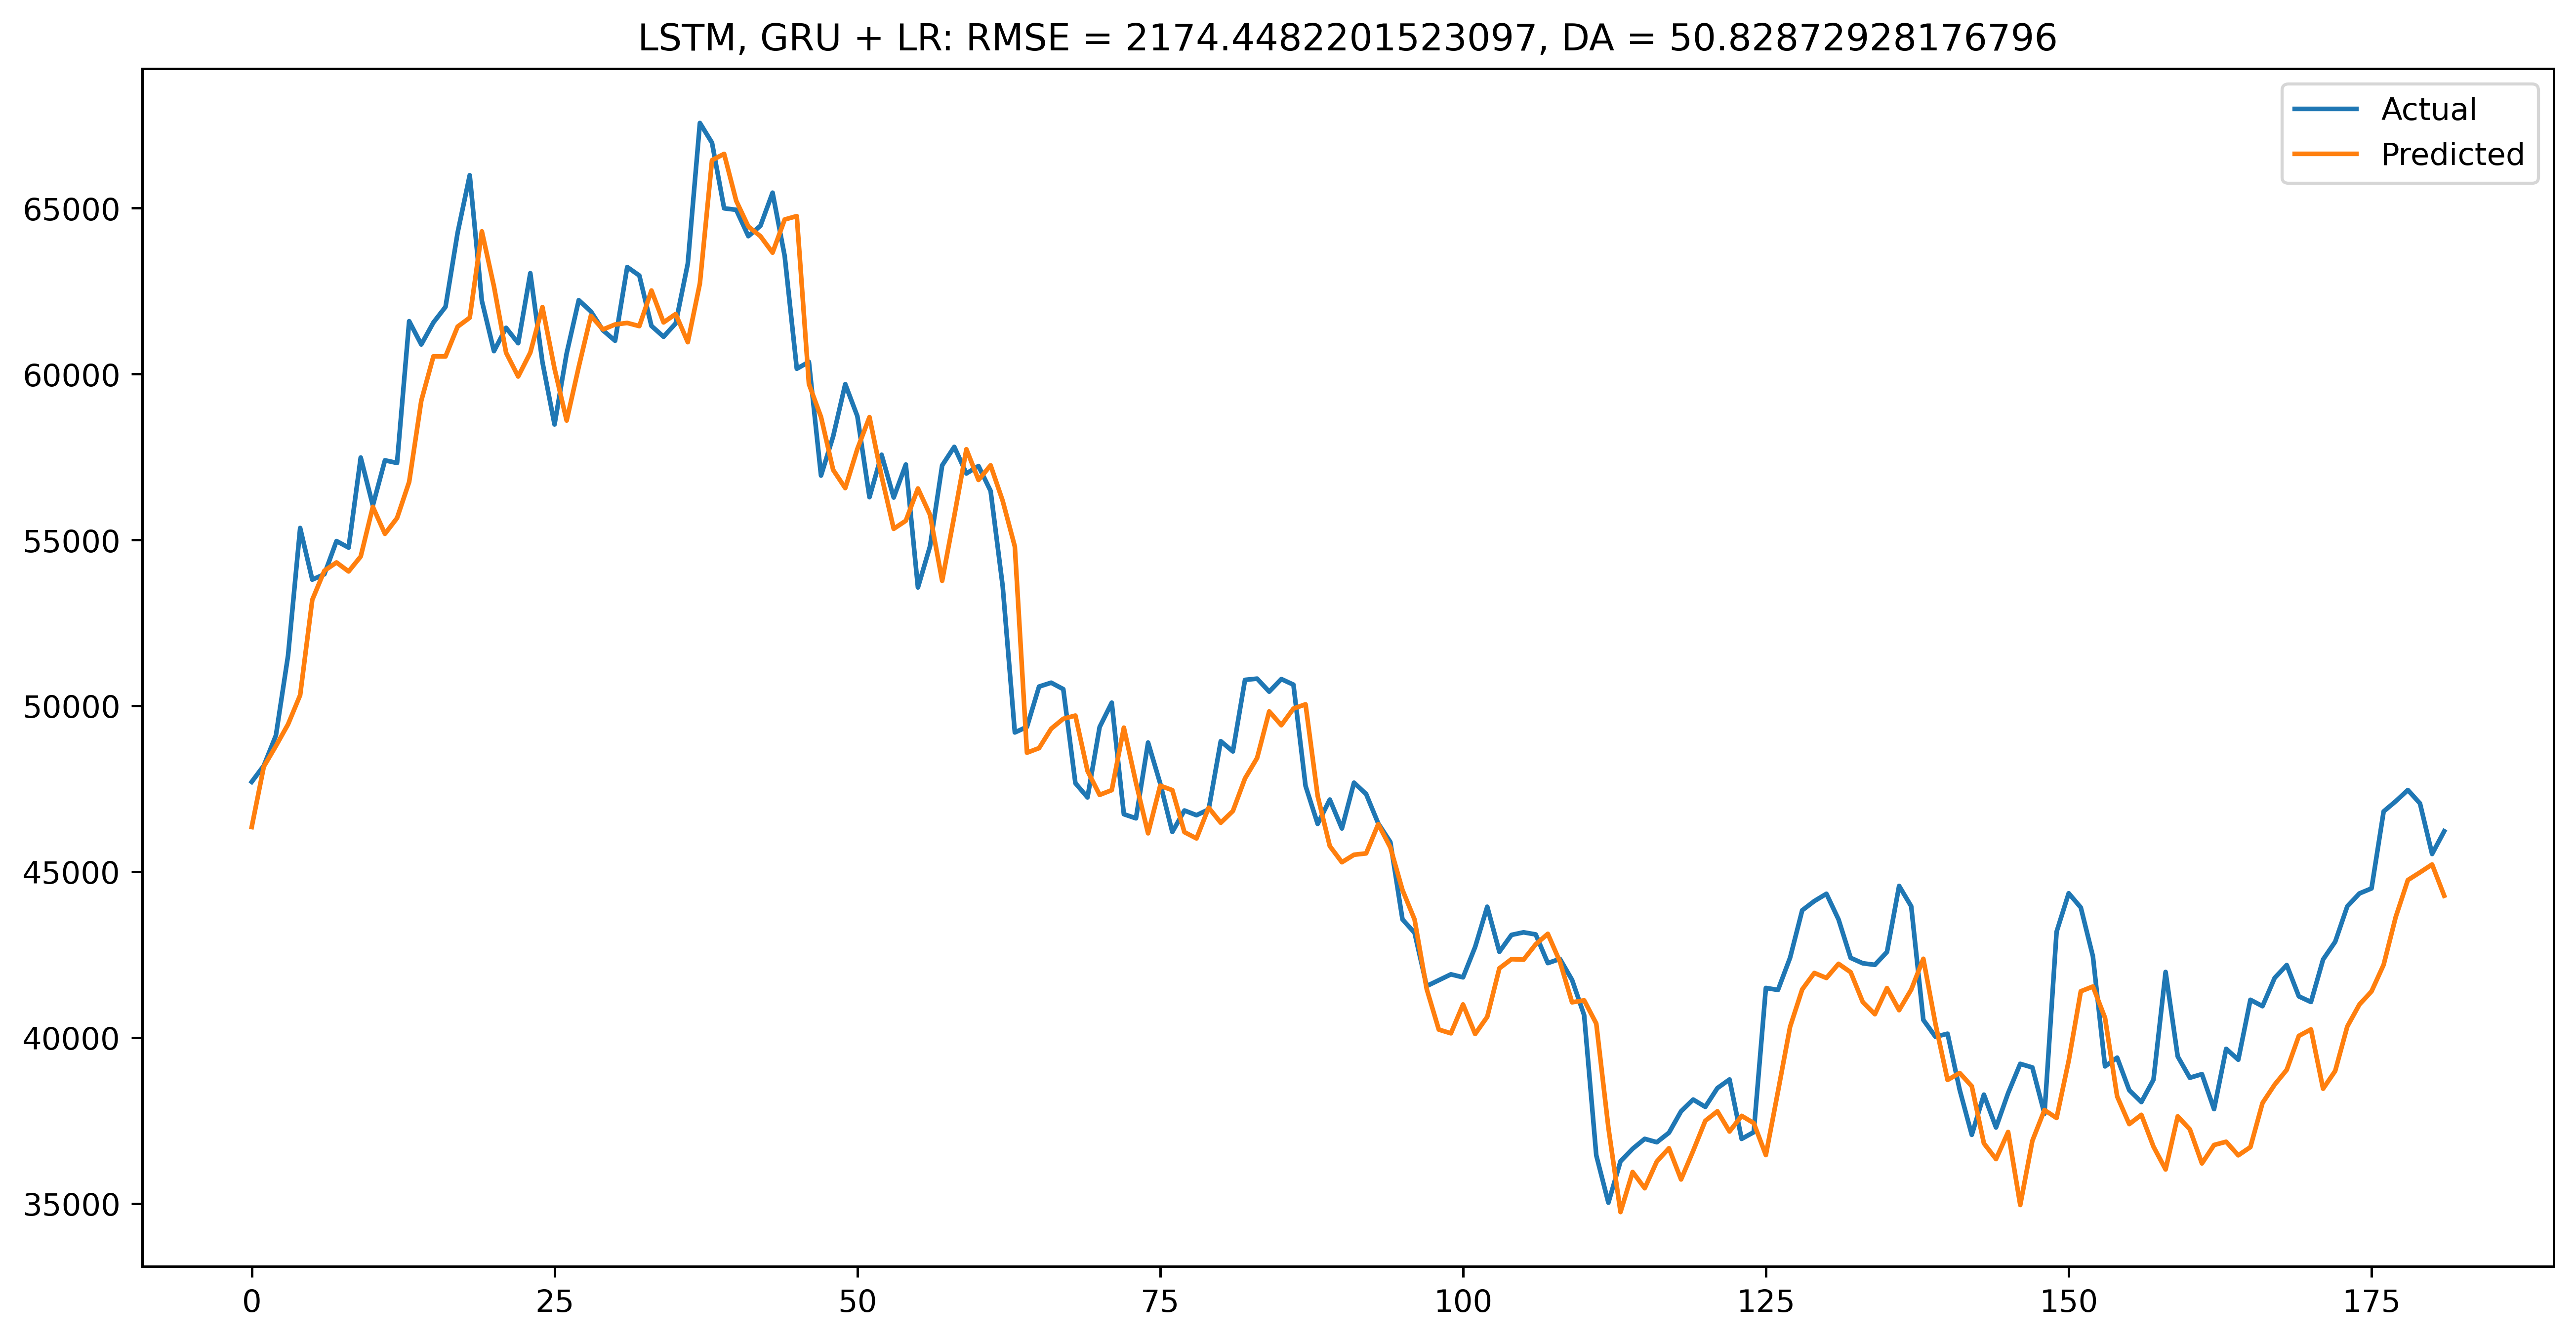 LSTM, GRU + LR: RMSE = 2174.4482201523097, DA = 50.82872928176796
Actual
Predicted
65000
60000
55000
50000
45000
40000
35000
0 25 50 75 100 125 150 175